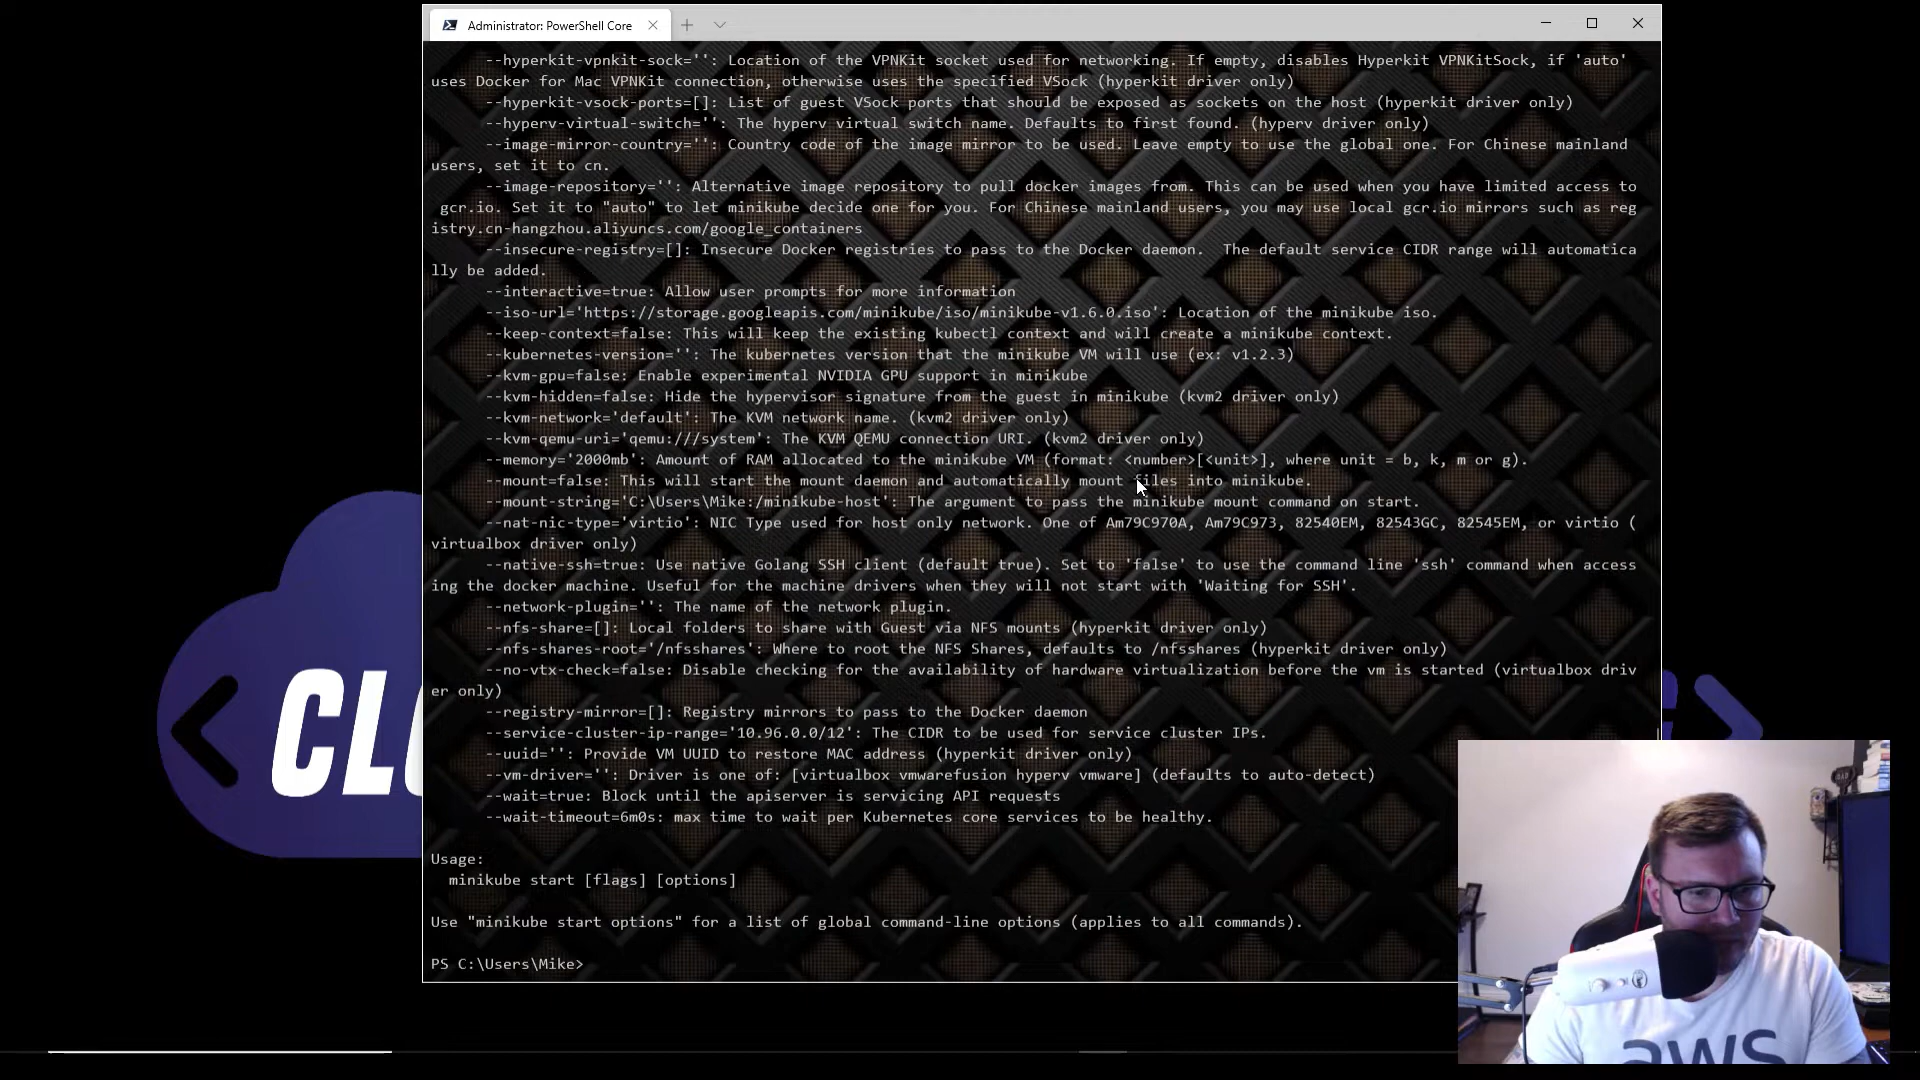 Administrator: PowerShell Core
--hyperkit-vpnkit-sock='': Location of the VPNKit socket used for networking. If empty, disables Hyperkit VPNKitSock, if 'auto'
uses Docker for Mac VPNKit connection, otherwise uses the specified VSock (hyperkit driver only)
--hyperkit-vsock-ports=[]: List of guest VSock ports that should be exposed as sockets on the host (hyperkit driver only)
--hyperv-virtual-switch='': The hyperv virtual switch name. Defaults to first found. (hyperv driver only)
--image-mirror-country='': Country code of the image mirror to be used. Leave empty to use the global one. For Chinese mainland
users, set it to cn.
--image-repository='': Alternative image repository to pull docker images from. This can be used when you have limited access to
gcr.io. Set it to "auto" to let minikube decide one for you. For Chinese mainland users, you may use local gcr.io mirrors such as reg
istry.cn-hangzhou.aliyuncs.com/google_containers
--insecure-registry=[]: Insecure Docker registries to pass to the Docker daemon.  The default service CIDR range will automatica
lly be added.
--interactive=true: Allow user prompts for more information
--iso-url='https://storage.googleapis.com/minikube/iso/minikube-v1.6.0.iso': Location of the minikube iso.
--keep-context=false: This will keep the existing kubectl context and will create a minikube context.
--kubernetes-version='': The kubernetes version that the minikube VM will use (ex: v1.2.3)
--kvm-gpu=false: Enable experimental NVIDIA GPU support in minikube
--kvm-hidden=false: Hide the hypervisor signature from the guest in minikube (kvm2 driver only)
--kvm-network='default': The KVM network name. (kvm2 driver only)
--kvm-qemu-uri='qemu:///system': The KVM QEMU connection URI. (kvm2 driver only)
--memory='2000mb': Amount of RAM allocated to the minikube VM (format: <number>[<unit>], where unit = b, k, m or g).
--mount=false: This will start the mount daemon and automatically mount files into minikube.
--mount-string='C:\Users\Mike:/minikube-host': The argument to pass the minikube mount command on start.
--nat-nic-type='virtio': NIC Type used for host only network. One of Am79C970A, Am79C973, 82540EM, 82543GC, 82545EM, or virtio (
virtualbox driver only)
--native-ssh=true: Use native Golang SSH client (default true). Set to 'false' to use the command line 'ssh' command when access
ing the docker machine. Useful for the machine drivers when they will not start with 'Waiting for SSH'.
--network-plugin='': The name of the network plugin.
--nfs-share=[]: Local folders to share with Guest via NFS mounts (hyperkit driver only)
--nfs-shares-root='/nfsshares': Where to root the NFS Shares, defaults to /nfsshares (hyperkit driver only)
--no-vtx-check=false: Disable checking for the availability of hardware virtualization before the vm is started (virtualbox driv
er only)
--registry-mirror=[]: Registry mirrors to pass to the Docker daemon
--service-cluster-ip-range='10.96.0.0/12': The CIDR to be used for service cluster IPs.
--uuid='': Provide VM UUID to restore MAC address (hyperkit driver only)
--vm-driver='': Driver is one of: [virtualbox vmwarefusion hyperv vmware] (defaults to auto-detect)
--wait=true: Block until the apiserver is servicing API requests
--wait-timeout=6m0s: max time to wait per Kubernetes core services to be healthy.
Usage:
minikube start [flags] [options]
Use "minikube start options" for a list of global command-line options (applies to all commands).
PS C:\Users\Mike>
CL
aws